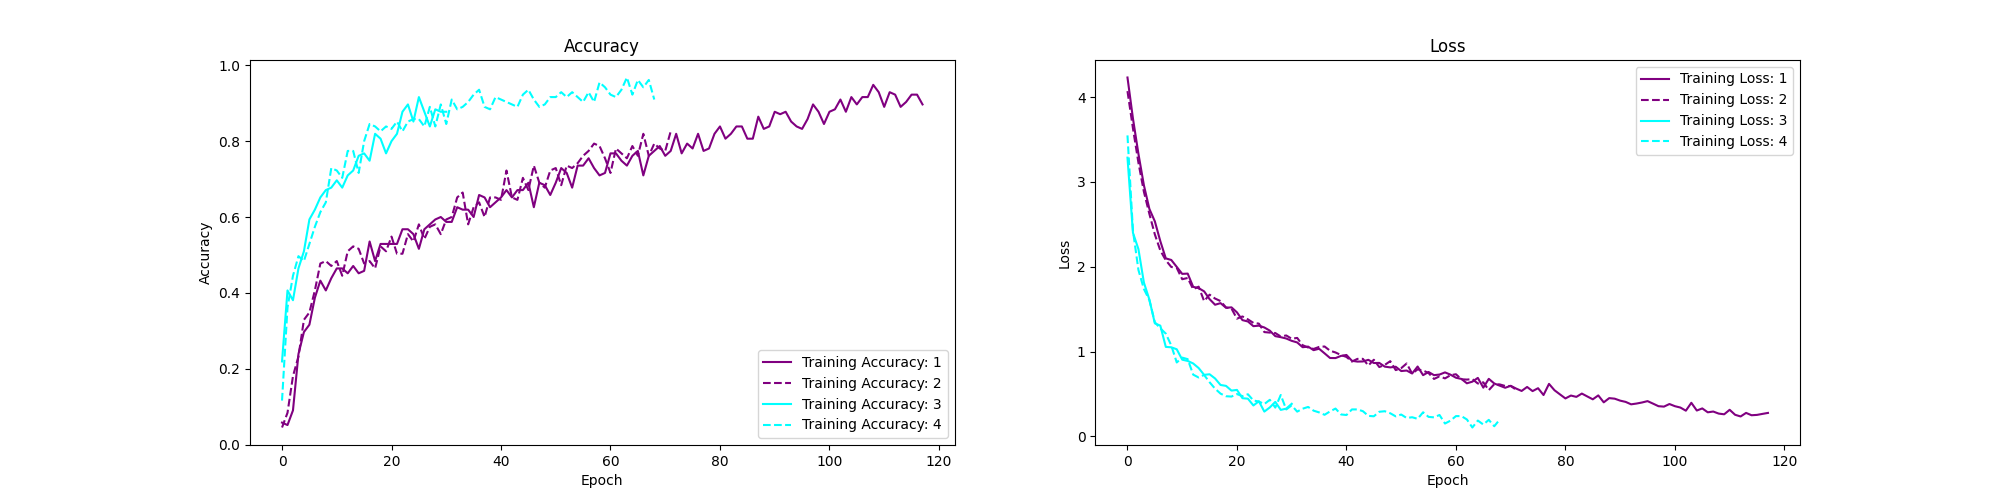 Accuracy
1.0
0.8
0.6
0.4
0.2
0.0
Accuracy
0 20 40 60 80 100 120
Epoch
Training Accuracy: 1
Training Accuracy: 2
Training Accuracy: 3
Training Accuracy: 4
Loss
4
3
2
1
0
Loss
0 20 40 60 80 100 120
Epoch
Training Loss: 1
Training Loss: 2
Training Loss: 3
Training Loss: 4